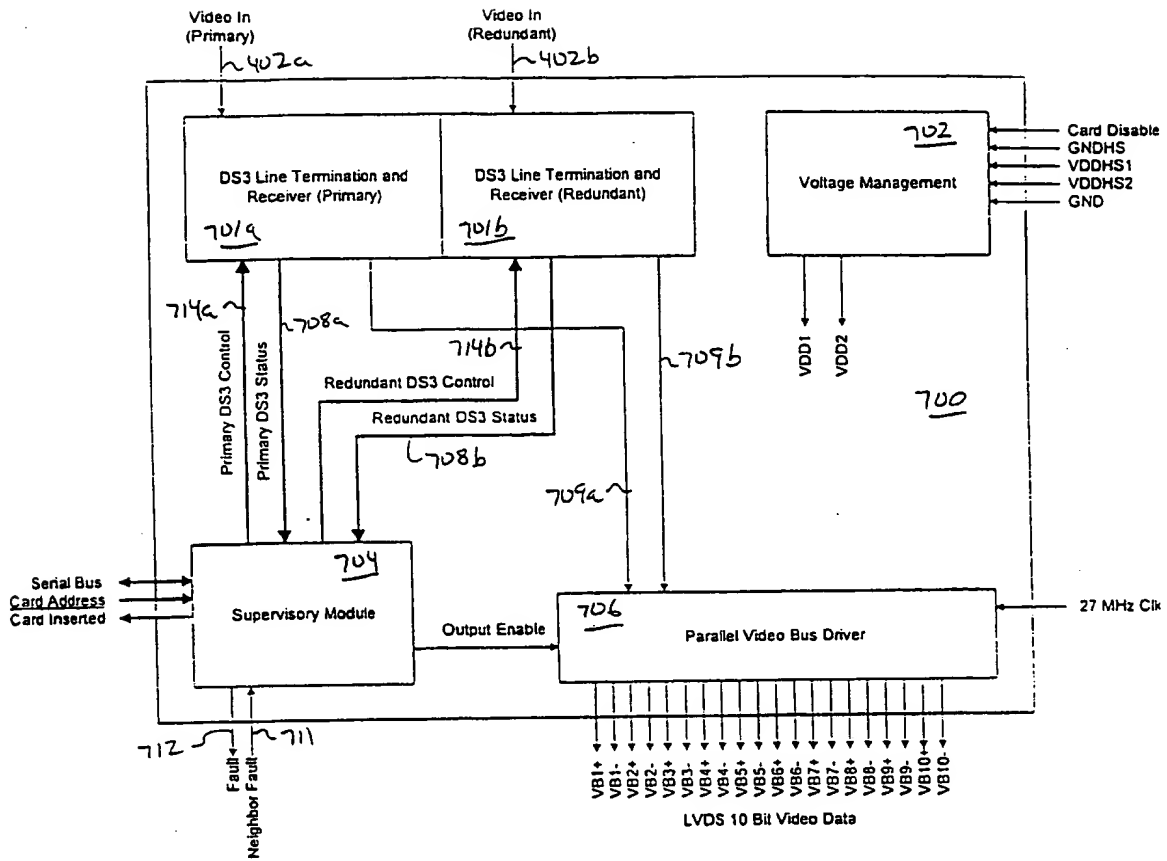 Video In
(Primary)
Video In
(Redundant)
402a
402b
DS3 Line Termination and
Receiver (Primary)
701a
DS3 Line Termination and
Receiver (Redundant)
701b
702
Voltage Management
Card Disable
GNDHS
VDDHS1
VDDHS2
GND
VDD1
VDD2
700
714a
708a
714b
709b
Primary DS3 Control
Primary DS3 Status
Redundant DS3 Control
Redundant DS3 Status
708b
709a
Serial Bus
Card Address
Card Inserted
704
Supervisory Module
Output Enable
706
Parallel Video Bus Driver
27 MHz Clk
712
711
Fault
Neighbor Fault
VB1+
VB1-
VB2+
VB2-
VB3+
VB3-
VB4+
VB4-
VB5+
VB5-
VB6+
VB6-
VB7+
VB7-
VB8+
VB8-
VB9+
VB9-
VB10+
VB10-
LVDS 10 Bit Video Data